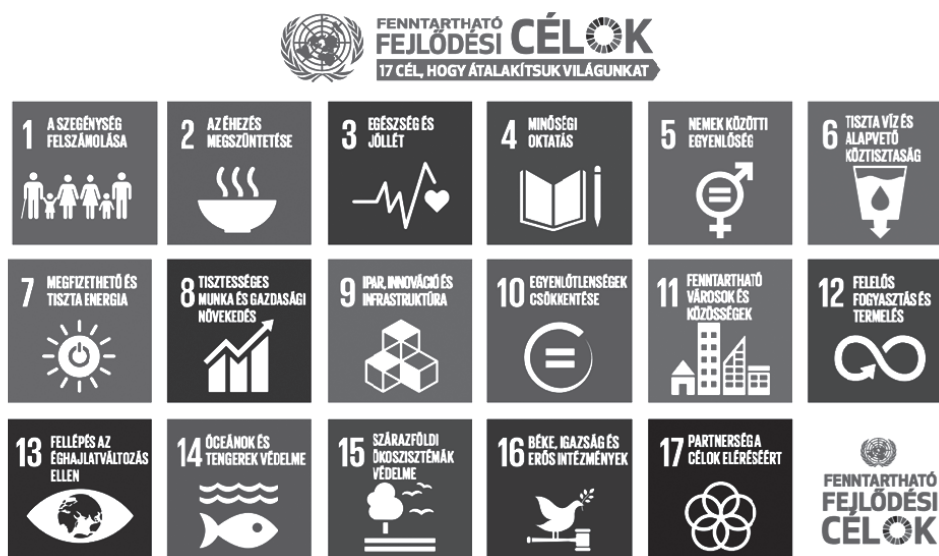 FENNTARTHATÓ
FEJLŐDÉSI CÉLOK
17 CÉL, HOGY ÁTALAKÍTSUK VILÁGUNKAT
1 A SZEGÉNYSÉG
FELSZÁMOLÁSA
2 AZ ÉHEZÉS
MEGSZÜNTETÉSE
3 EGÉSZSÉG ÉS
JÓLLÉT
4 MINŐSÉGI
OKTATÁS
5 NEMEK KÖZÖTTI
EGYENLŐSÉG
6 TISZTA VÍZ ÉS
ALAPVETŐ
KÖZTISZTASÁG
7 MEGFIZETHETŐ ÉS
TISZTA ENERGIA
8 TISZTESSÉGES
MUNKA ÉS GAZDASÁGI
NÖVEKEDÉS
9 IPAR, INNOVÁCIÓ ÉS
INFRASTRUKTÚRA
10 EGYENLŐTLENSÉGEK
CSÖKKENTÉSE
11 FENNTARTHATÓ
VÁROSOK ÉS
KÖZÖSSÉGEK
12 FELELŐS
FOGYASZTÁS ÉS
TERMELÉS
13 FELLÉPÉS AZ
ÉGHAJLATVÁLTOZÁS
ELLEN
14 ÓCEÁNOK ÉS
TENGEREK VÉDELME
15 SZÁRAZFÖLDI
ÖKOSZISZTÉMÁK
VÉDELME
16 BÉKE, IGAZSÁG ÉS
ERŐS INTÉZMÉNYEK
17 PARTNERSÉG A
CÉLOK ELÉRÉSÉÉRT
FENNTARTHATÓ
FEJLŐDÉSI
CÉLOK